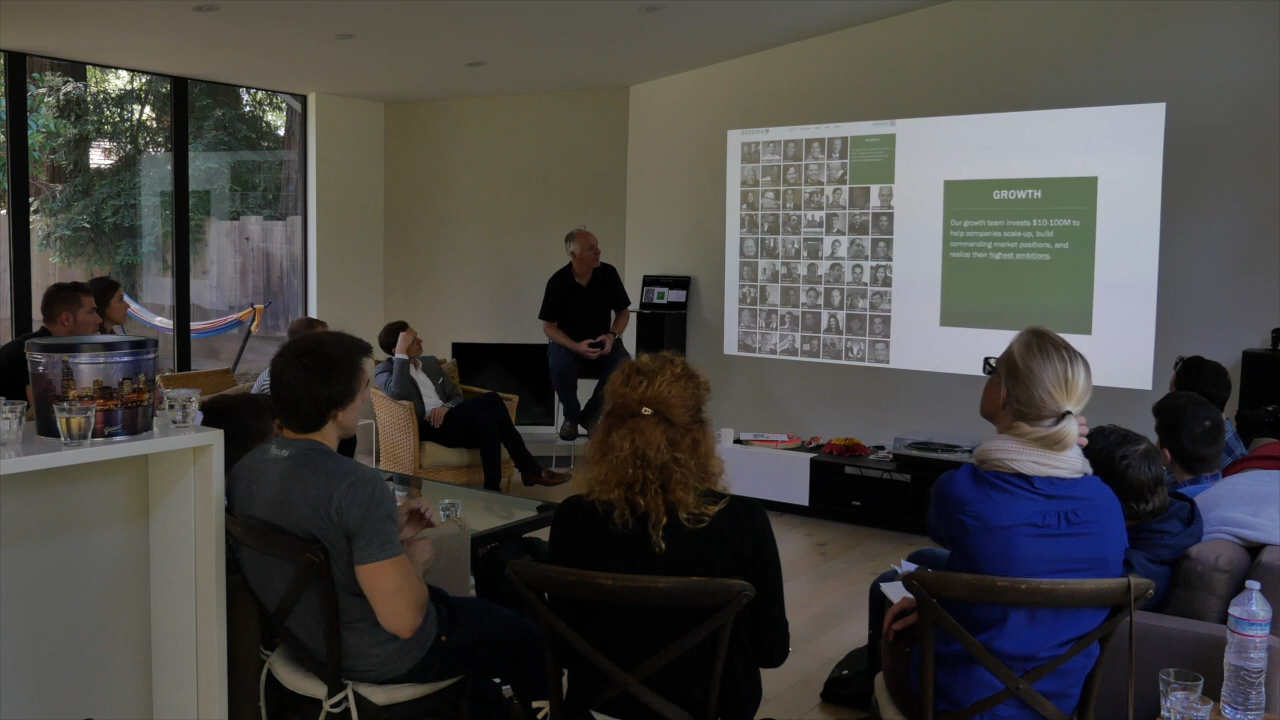 SEQUOIA
GROWTH
Our growth team invests $10-100M to
help companies scale-up, build
commanding market positions, and
realize their highest ambitions.